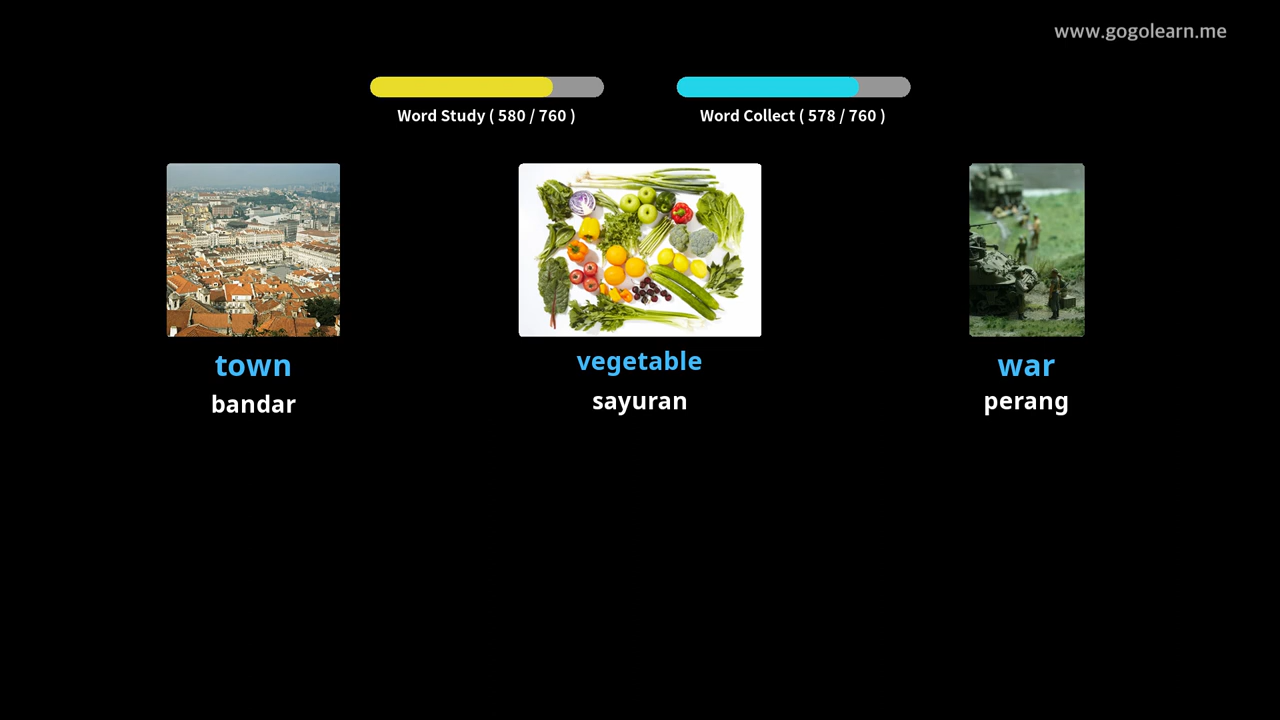 www.gogolearn.me
Word Study ( 580 / 760 )
Word Collect ( 578 / 760 )
town
bandar
vegetable
sayuran
war
perang